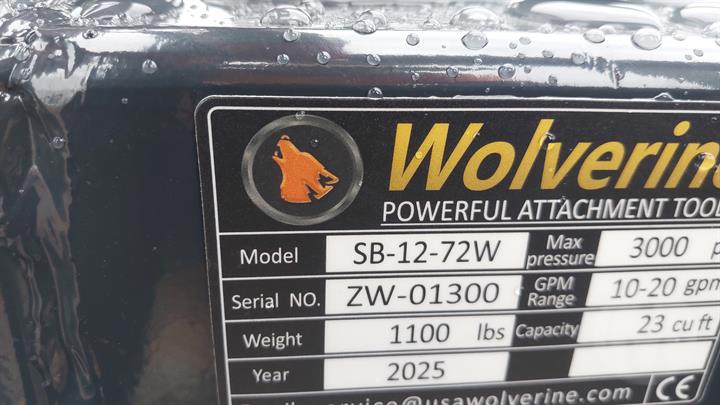 Wolverine
POWERFUL ATTACHMENT TOOL
Model SB-12-72W Max pressure 3000 p
Serial NO. ZW-01300 GPM Range 10-20 gpm
Weight 1100 lbs Capacity 23 cu ft
Year 2025
@usawolverine.com CE